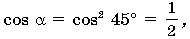 cos α = cos² 45° = 1/2,